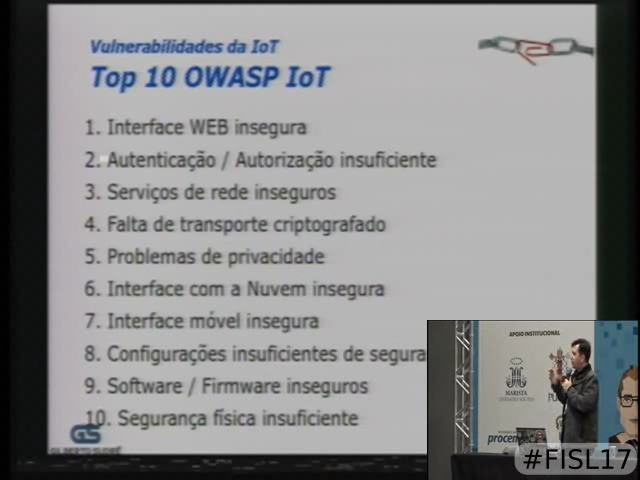 Vulnerabilidades da IoT
Top 10 OWASP IoT
1. Interface WEB insegura
2. Autenticação / Autorização insuficiente
3. Serviços de rede inseguros
4. Falta de transporte criptografado
5. Problemas de privacidade
6. Interface com a Nuvem insegura
7. Interface móvel insegura
8. Configurações insuficientes de segura
9. Software / Firmware inseguros
10. Segurança física insuficiente
APOIO INSTITUCIONAL
MARISTA
#FISL17